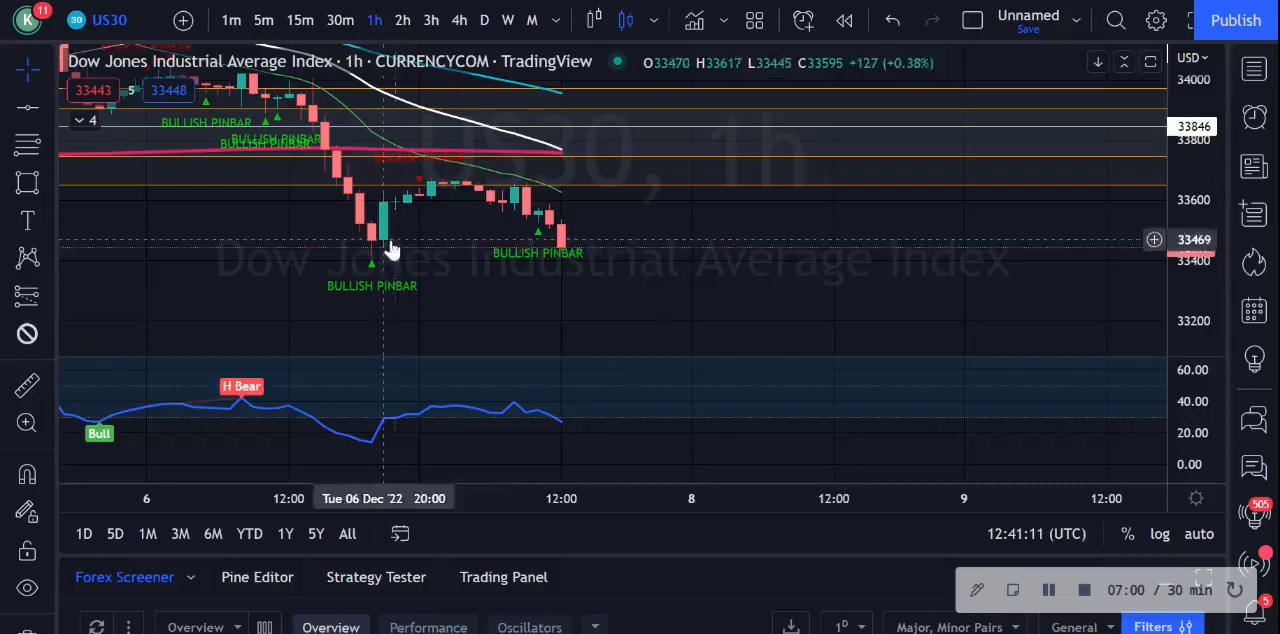 K 11 30 US30 1m 5m 15m 30m 1h 2h 3h 4h D W M Unnamed Save Publish
Dow Jones Industrial Average Index · 1h · CURRENCYCOM · TradingView O33470 H33617 L33445 C33595 +127 (+0.38%) USD
34000
33443 5 33448
4
BULLISH PINBAR
BULLISH PINBAR
BULLISH PINBAR
33846
33800
US30, 1h
33600
33469
33400
BULLISH PINBAR
Dow Jones Industrial Average Index
BULLISH PINBAR
33200
60.00
H Bear
40.00
Bull
20.00
0.00
6 12:00 Tue 06 Dec '22 20:00 12:00 8 12:00 9 12:00
505
1D 5D 1M 3M 6M YTD 1Y 5Y All 12:41:11 (UTC) % log auto
Forex Screener Pine Editor Strategy Tester Trading Panel
07:00 / 30 min
5
Overview Overview Performance Oscillators 1D Major, Minor Pairs General Filters